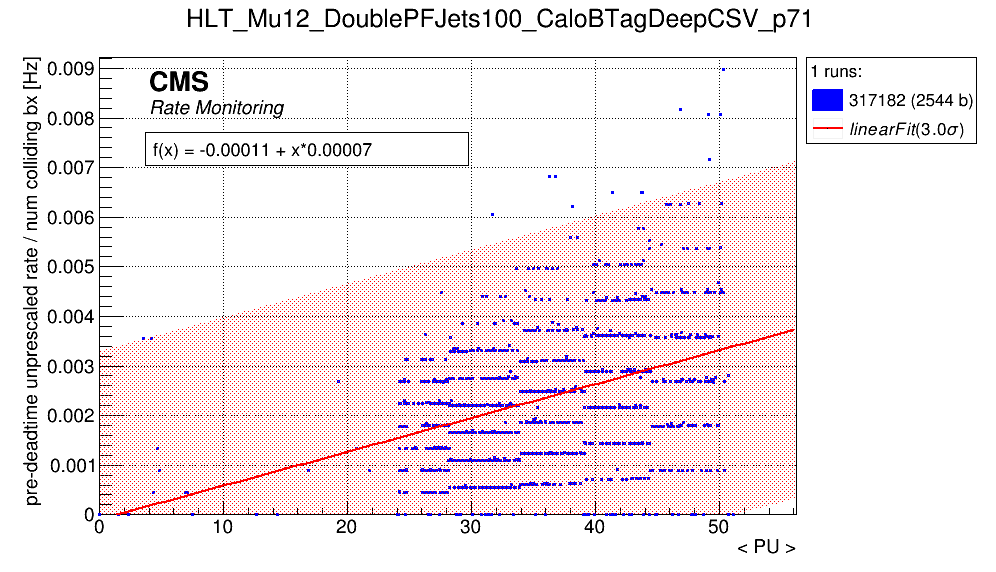 HLT_Mu12_DoublePFJets100_CaloBTagDeepCSV_p71
pre-deadtime unprescaled rate / num colliding bx [Hz]
0.009
0.008
0.007
0.006
0.005
0.004
0.003
0.002
0.001
0
CMS
Rate Monitoring
f(x) = -0.00011 + x*0.00007
0 10 20 30 40 50
< PU >
1 runs:
317182 (2544 b)
linearFit(3.0σ)